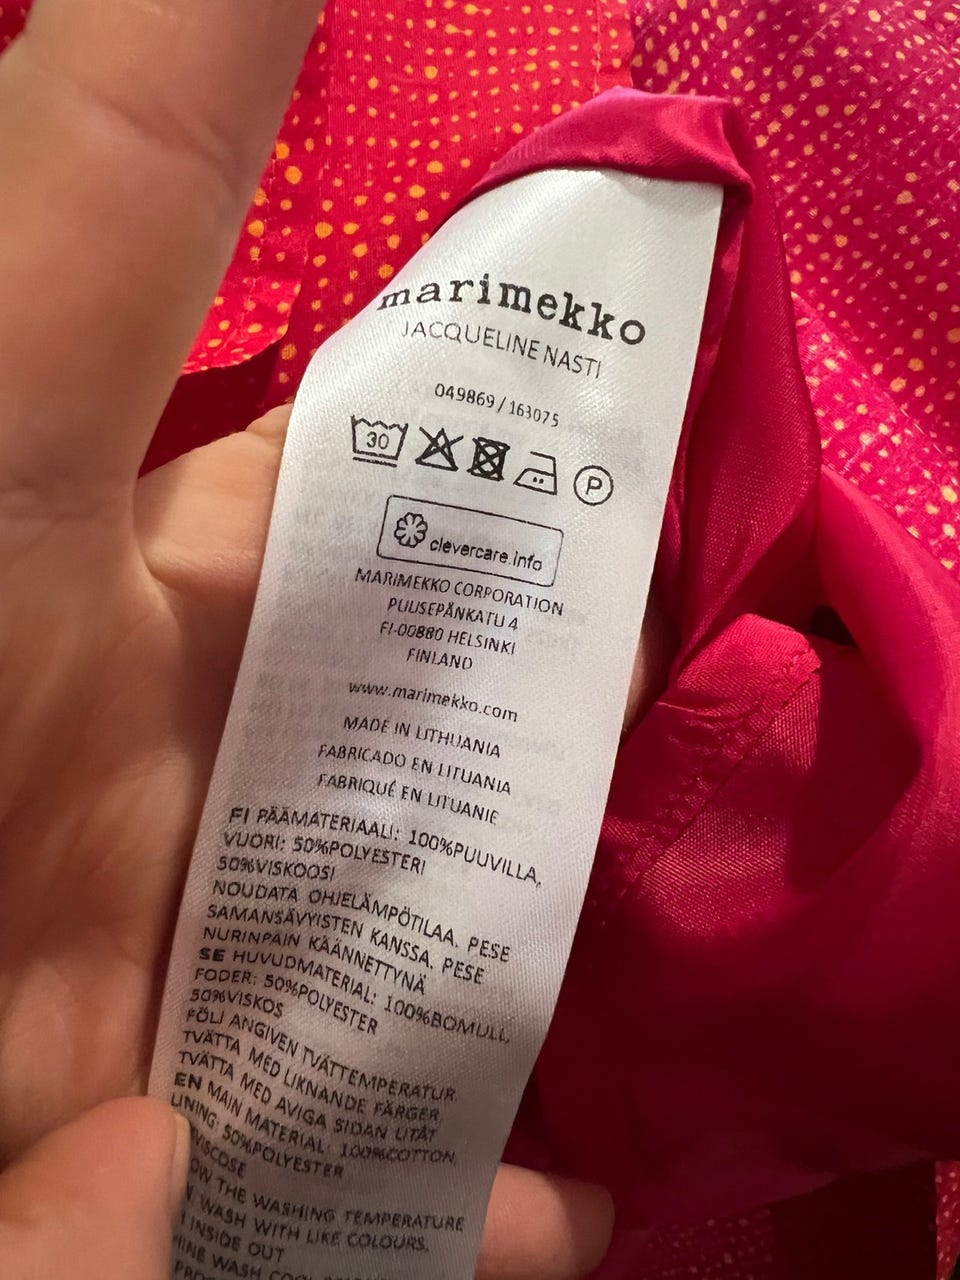 marimekko
JACQUELINE NASTI
049869/163075
30
P
clevercare.info
MARIMEKKO CORPORATION
PUUSEPÄNKATU 4
FI-00880 HELSINKI
FINLAND
www.marimekko.com
MADE IN LITHUANIA
FABRICADO EN LITUANIA
FABRIQUÉ EN LITUANIE
FI PÄÄMATERIAALI: 100%PUUVILLA,
VUORI: 50%POLYESTERI
50%VISKOOSI
NOUDATA OHJELÄMPÖTILAA. PESE
SAMANSÄVYISTEN KANSSA. PESE
NURINPÄIN KÄÄNNETTYNÄ
SE HUVUDMATERIAL: 100%BOMULL,
FODER: 50%POLYESTER
50%VISKOS
FÖLJ ANGIVEN TVÄTTEMPERATUR.
TVÄTTA MED LIKNANDE FÄRGER.
TVÄTTA MED AVIGA SIDAN UTÅT
EN MAIN MATERIAL: 100%COTTON,
LINING: 50%POLYESTER
VISCOSE
THE WASHING TEMPERATURE
WASH WITH LIKE COLOURS.
INSIDE OUT
WASH